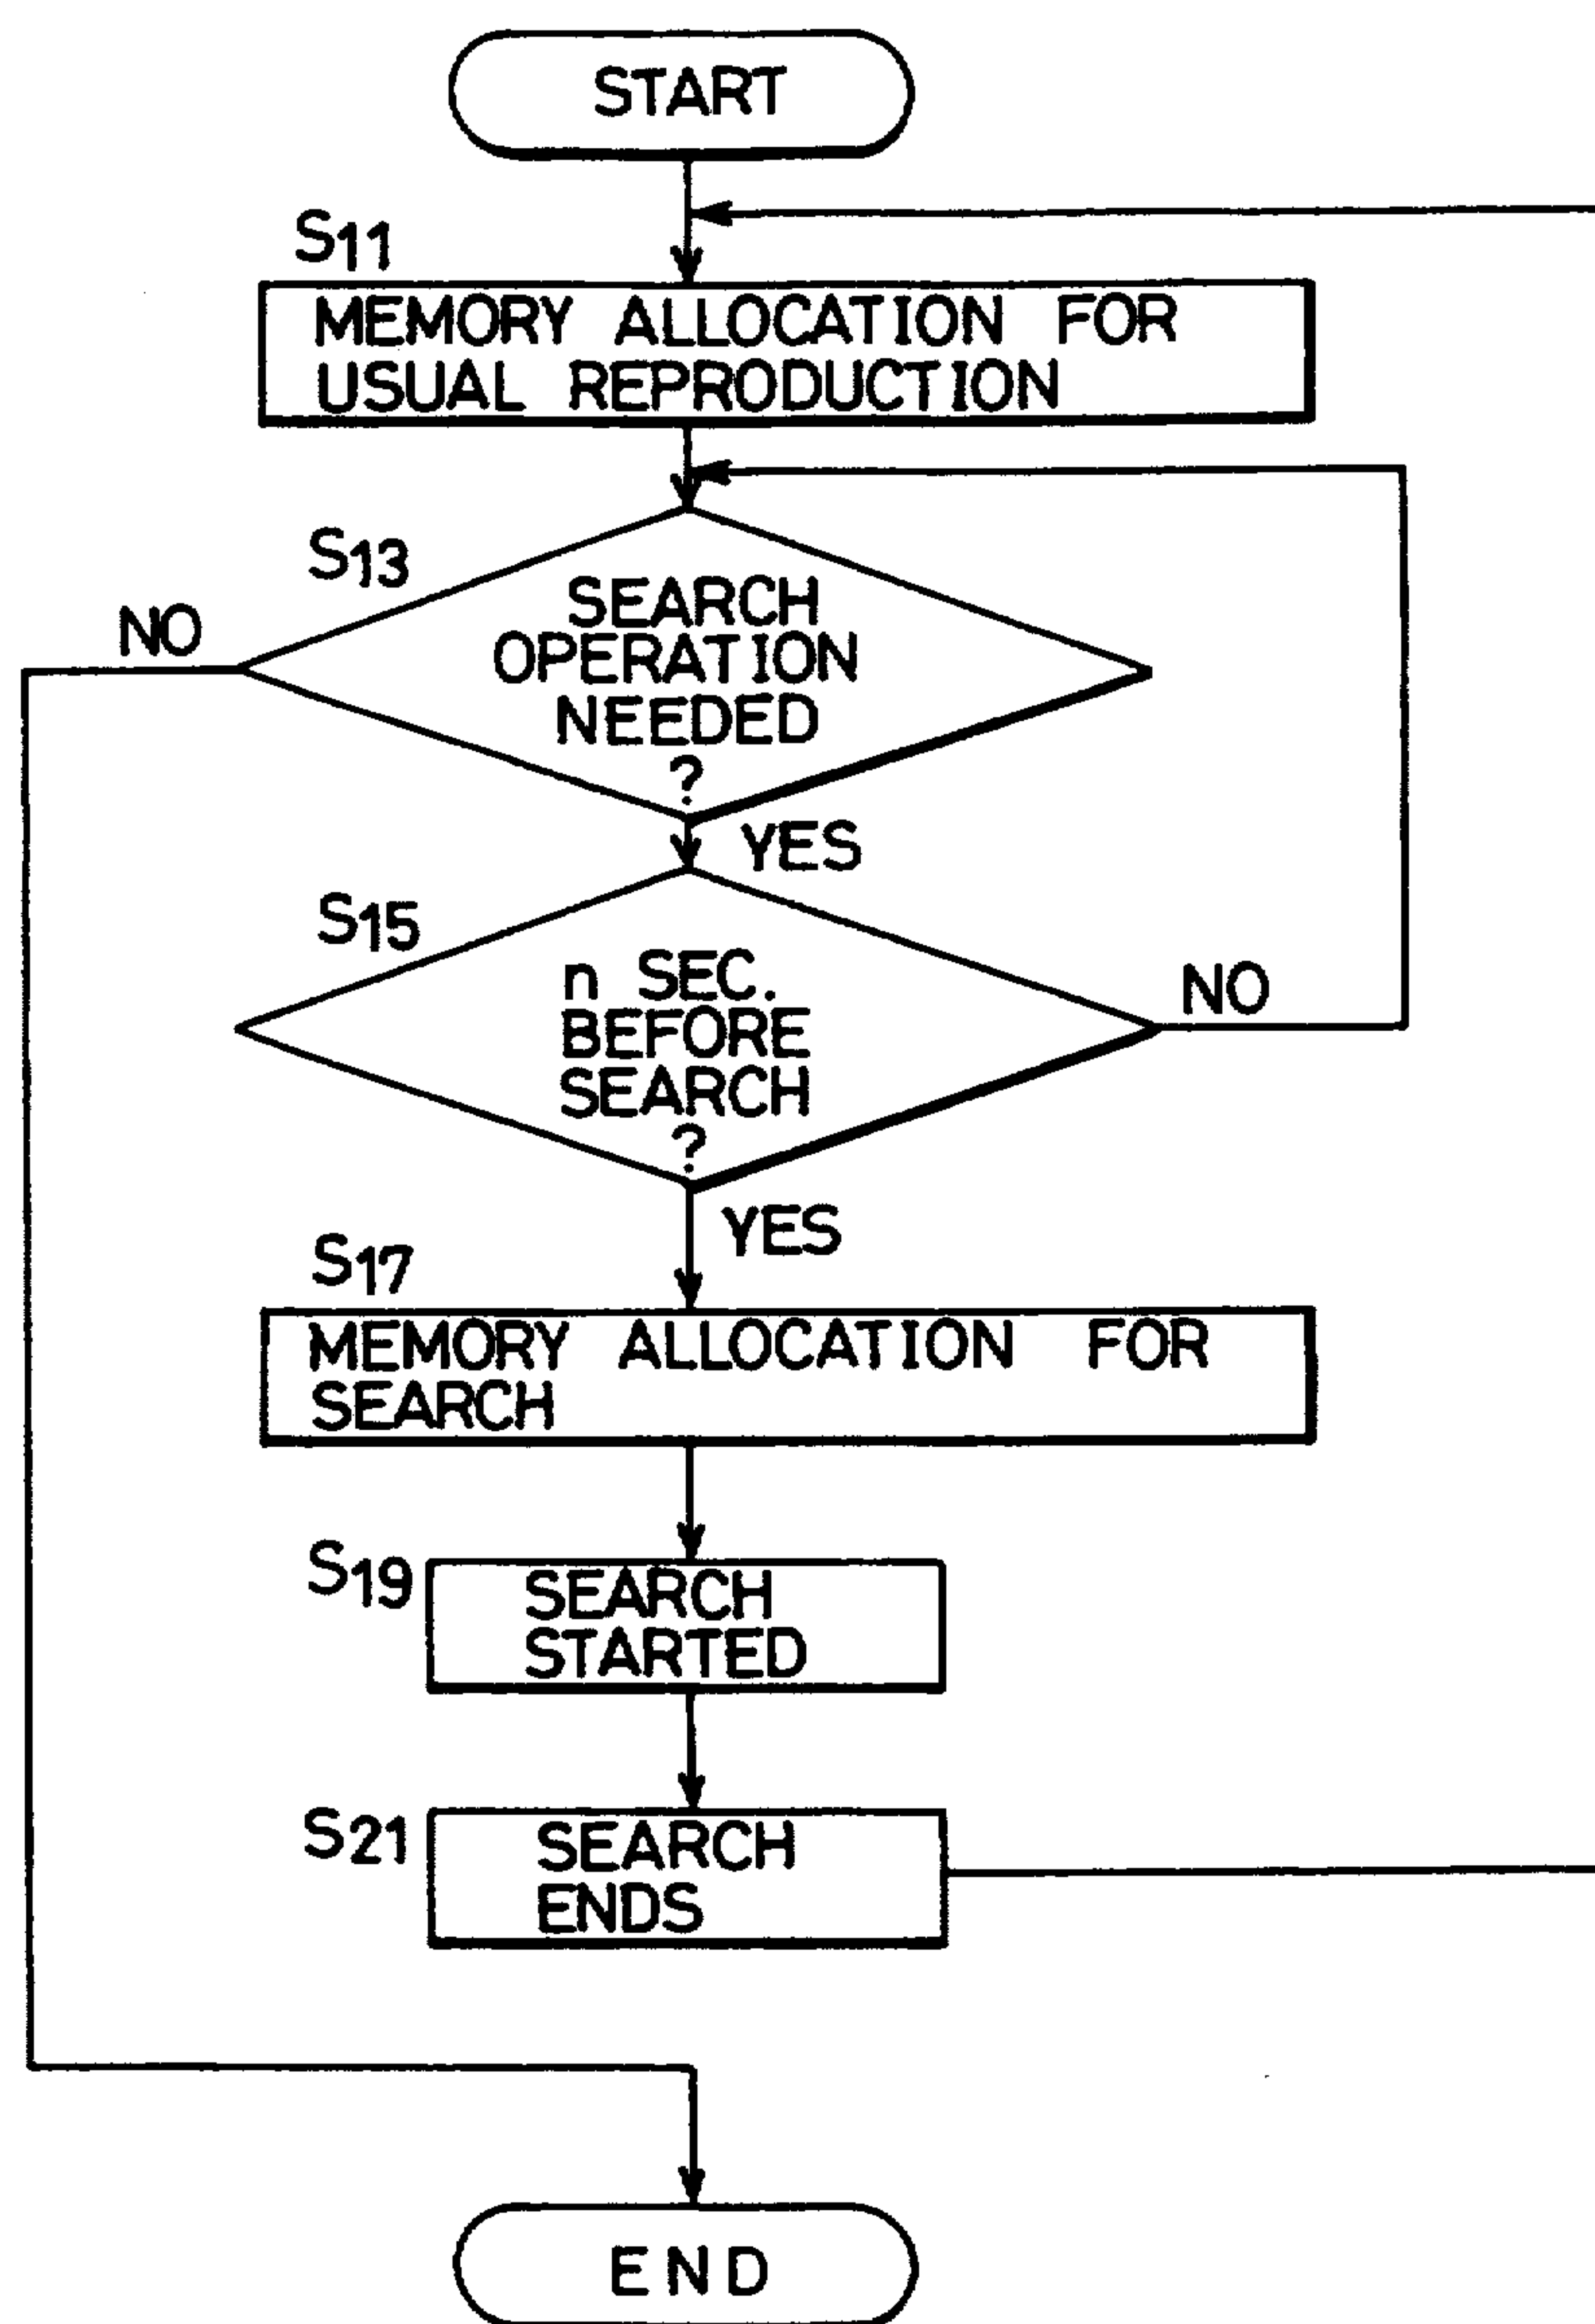 START
S11
MEMORY ALLOCATION FOR
USUAL REPRODUCTION
S13
SEARCH
OPERATION
NEEDED
?
NO
YES
S15
n SEC.
BEFORE
SEARCH
?
NO
YES
S17
MEMORY ALLOCATION FOR
SEARCH
S19
SEARCH
STARTED
S21
SEARCH
ENDS
END